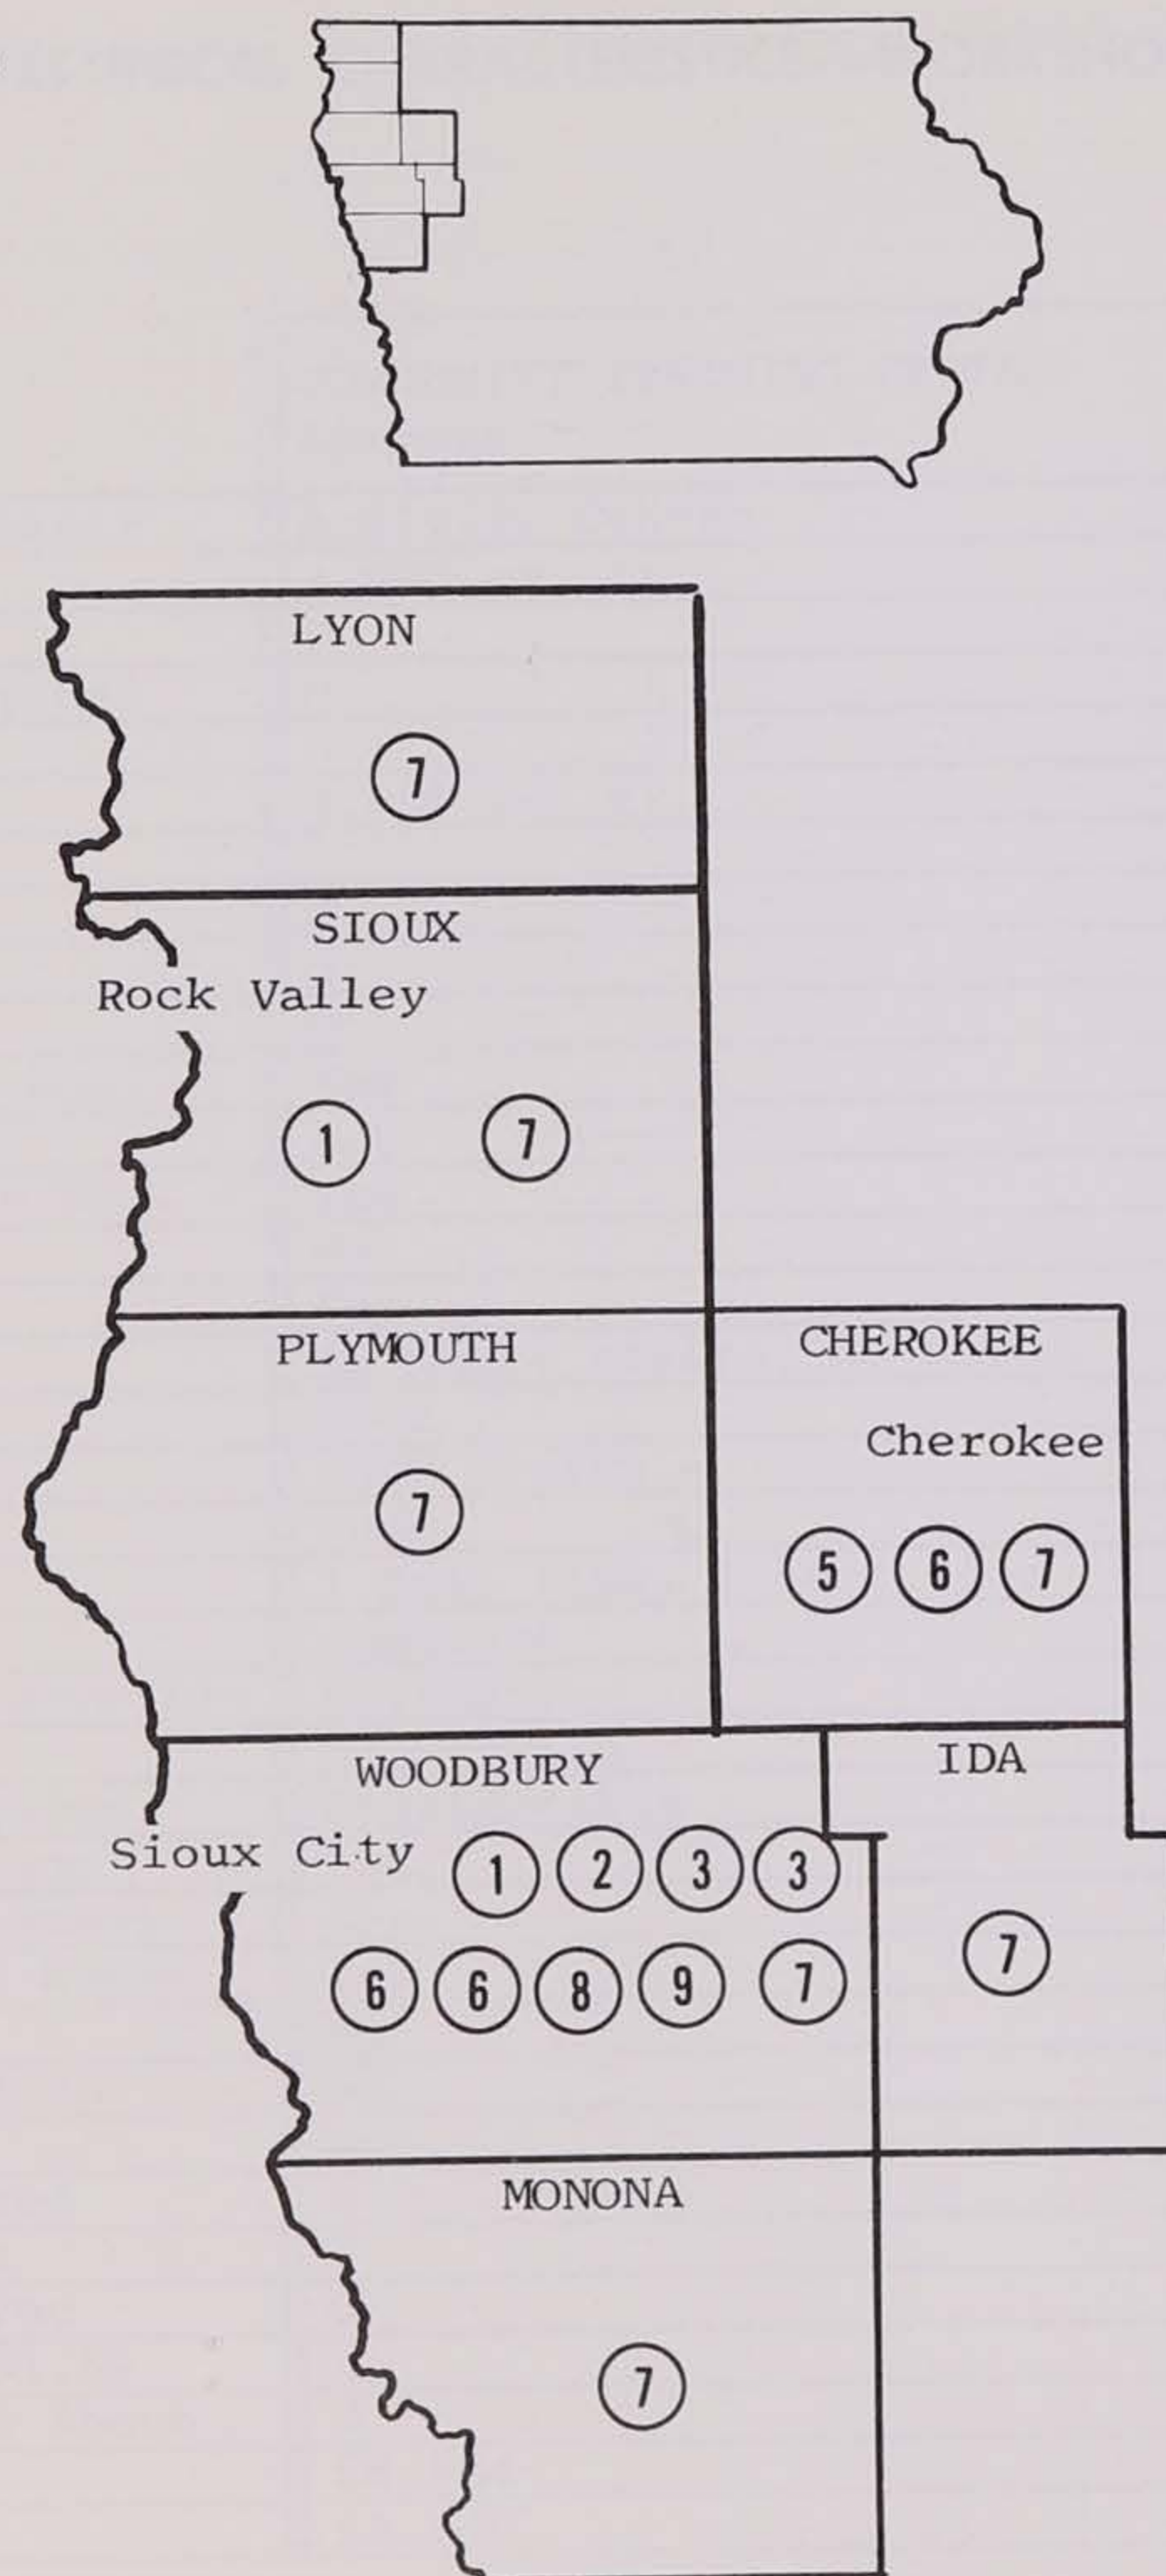 LYON
7
SIOUX
Rock Valley
1 7
PLYMOUTH
7
CHEROKEE
Cherokee
5 6 7
WOODBURY
Sioux City 1 2 3 3
6 6 8 9 7
IDA
7
MONONA
7